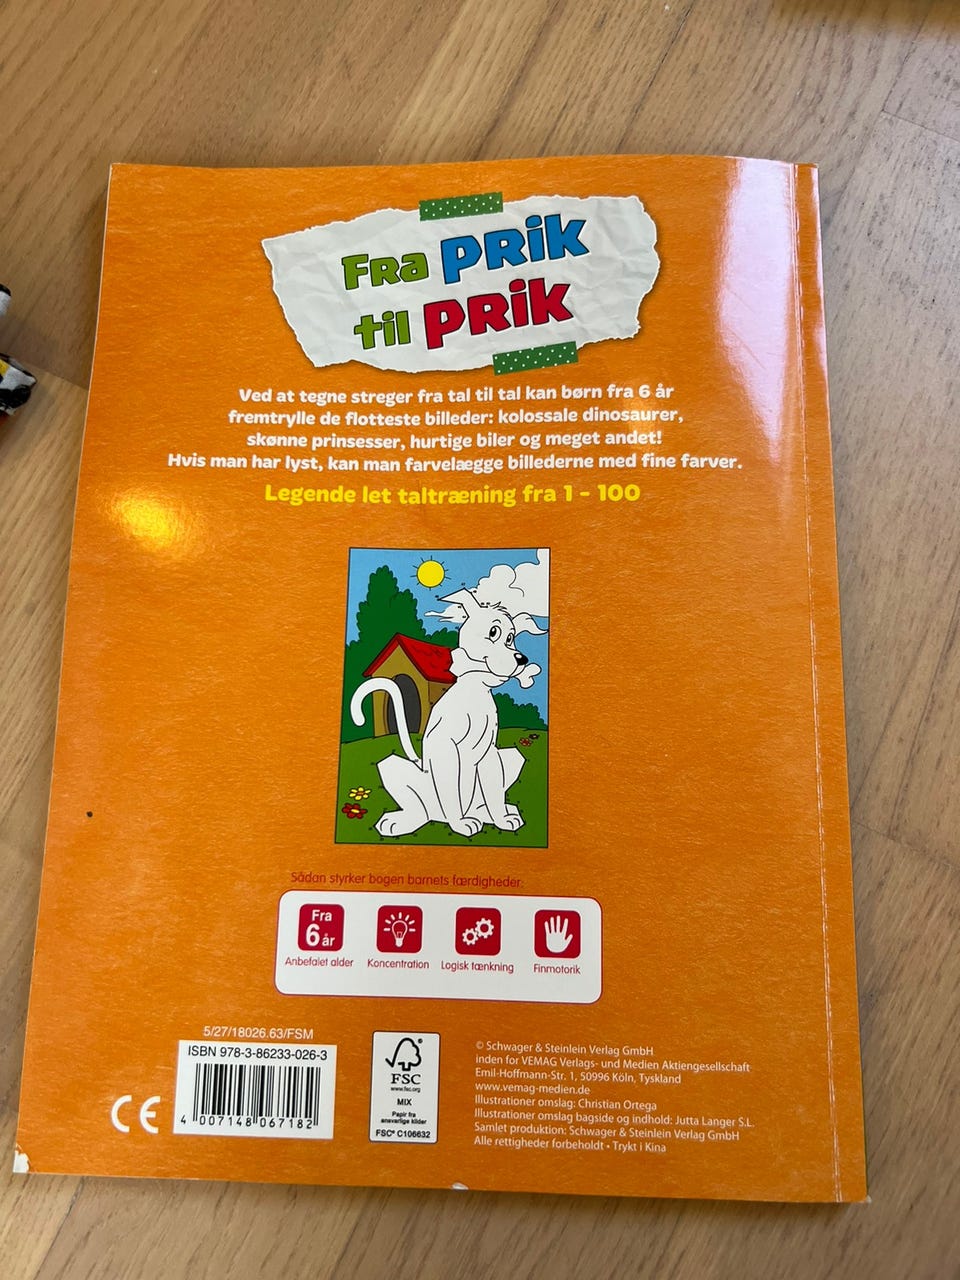 FRa PRik
til PRik
Ved at tegne streger fra tal til tal kan børn fra 6 år
fremtrylle de flotteste billeder: kolossale dinosaurer,
skønne prinsesser, hurtige biler og meget andet!
Hvis man har lyst, kan man farvelægge billederne med fine farver.
Legende let taltræning fra 1 - 100
Sådan styrker bogen barnets færdigheder:
Fra
6 år
Anbefalet alder
Koncentration
Logisk tænkning
Finmotorik
5/27/18026.63/FSM
ISBN 978-3-86233-026-3
4 007148 067182
CE
FSC
www.fsc.org
MIX
Papir fra
ansvarlige kilder
FSC® C106632
© Schwager & Steinlein Verlag GmbH
inden for VEMAG Verlags- und Medien Aktiengesellschaft
Emil-Hoffmann-Str. 1, 50996 Köln, Tyskland
www.vemag-medien.de
Illustrationer omslag: Christian Ortega
Illustrationer omslag bagside og indhold: Jutta Langer S.L.
Samlet produktion: Schwager & Steinlein Verlag GmbH
Alle rettigheder forbeholdt • Trykt i Kina